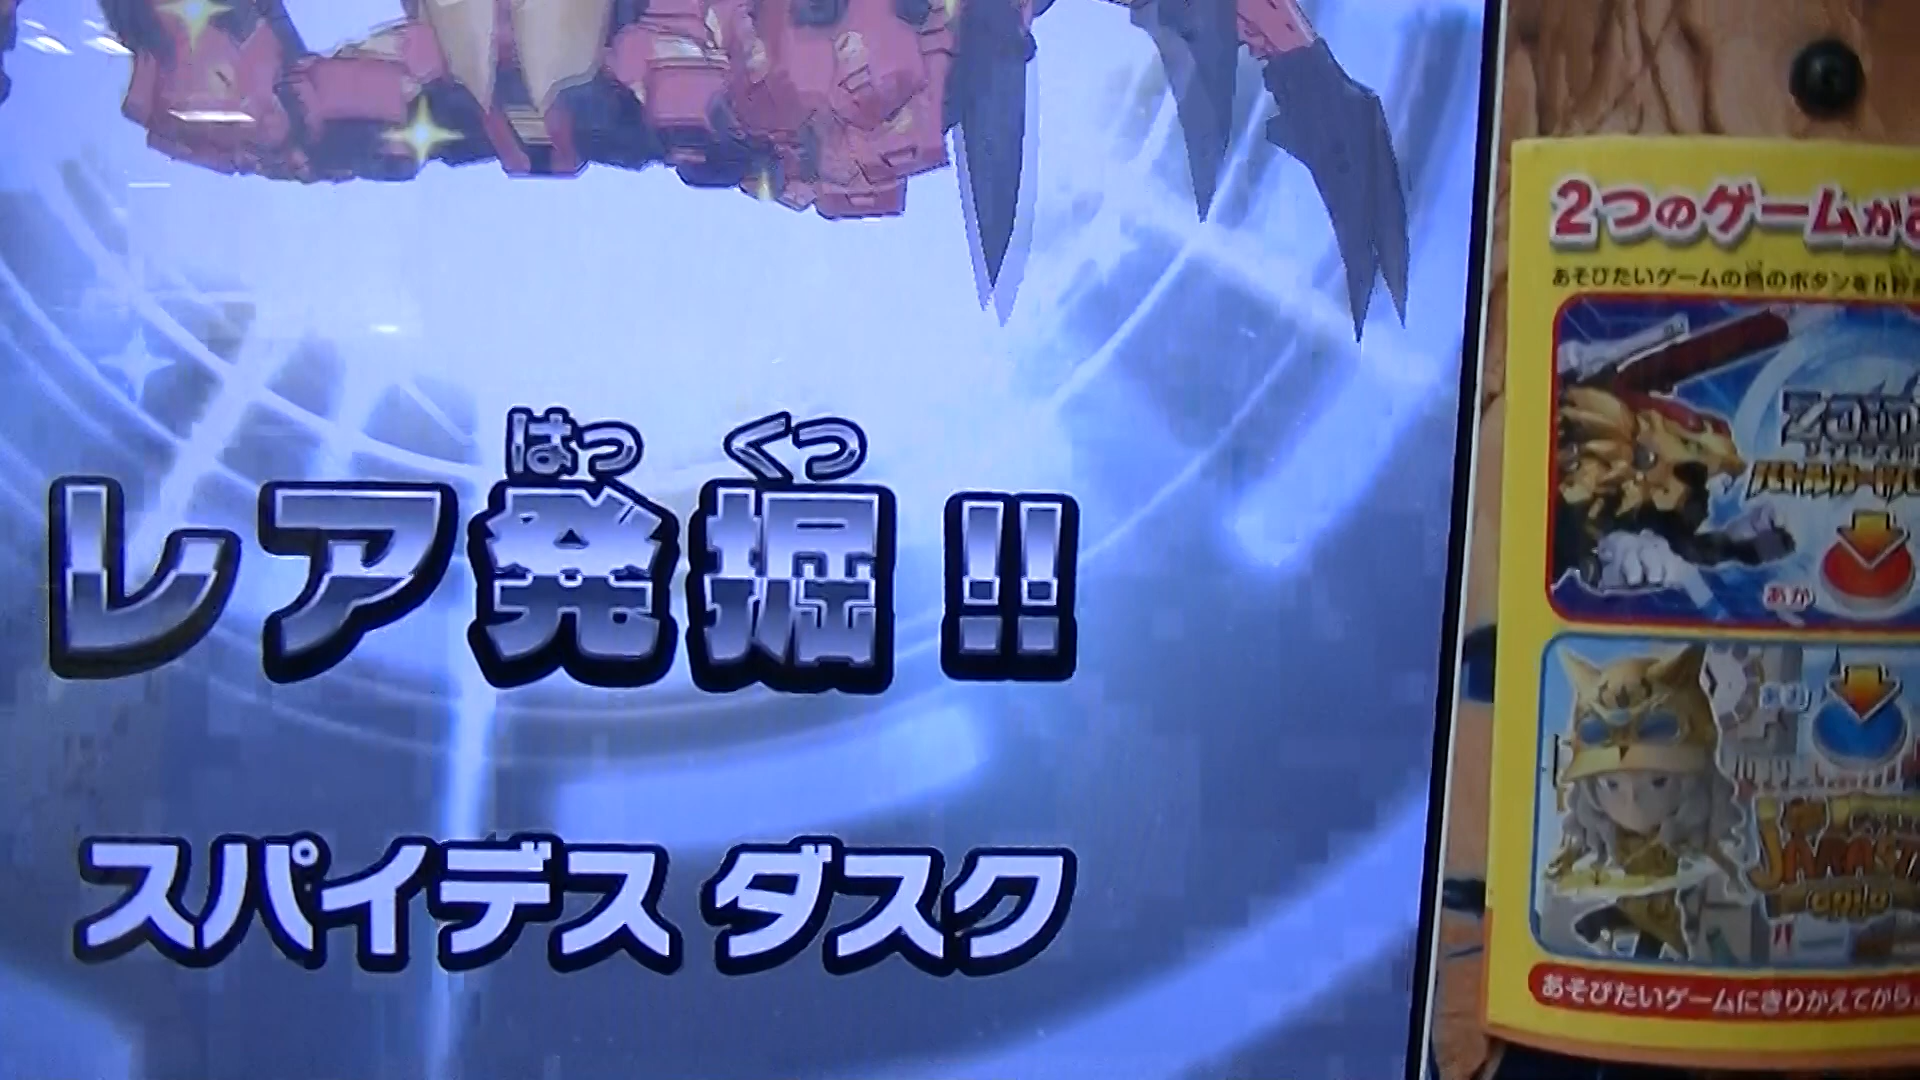 はっ くつ
レア発掘!!
スパイデス ダスク
2つのゲームが
あそびたいゲームの色のボタンを
あか
あお
あそびたいゲームにきりかえてから